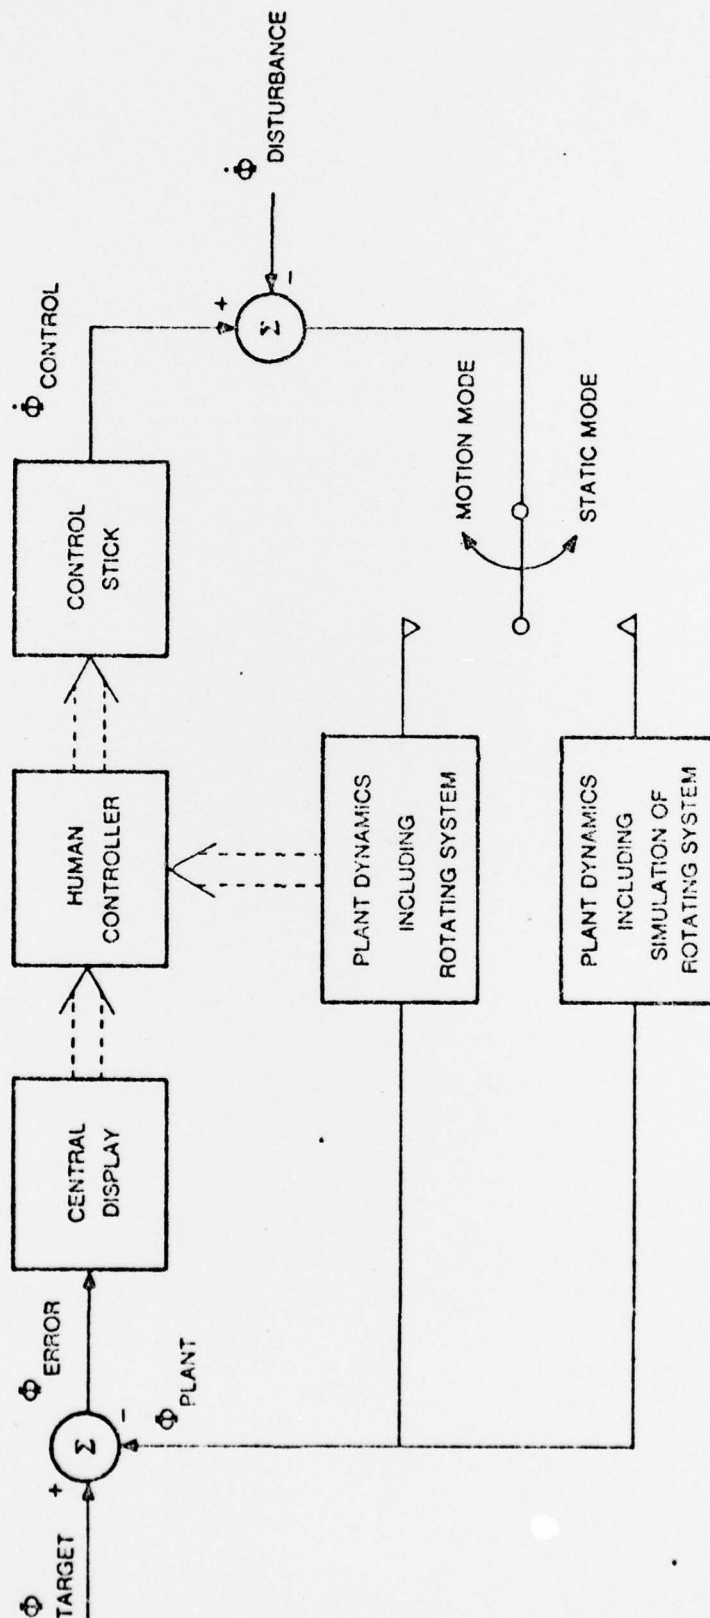 Φ
TARGET
+
Σ
-
Φ ERROR
Φ PLANT
CENTRAL
DISPLAY
HUMAN
CONTROLLER
CONTROL
STICK
Φ̇ CONTROL
+
Σ
-
Φ̇ DISTURBANCE
MOTION MODE
STATIC MODE
PLANT DYNAMICS
INCLUDING
ROTATING SYSTEM
PLANT DYNAMICS
INCLUDING
SIMULATION OF
ROTATING SYSTEM